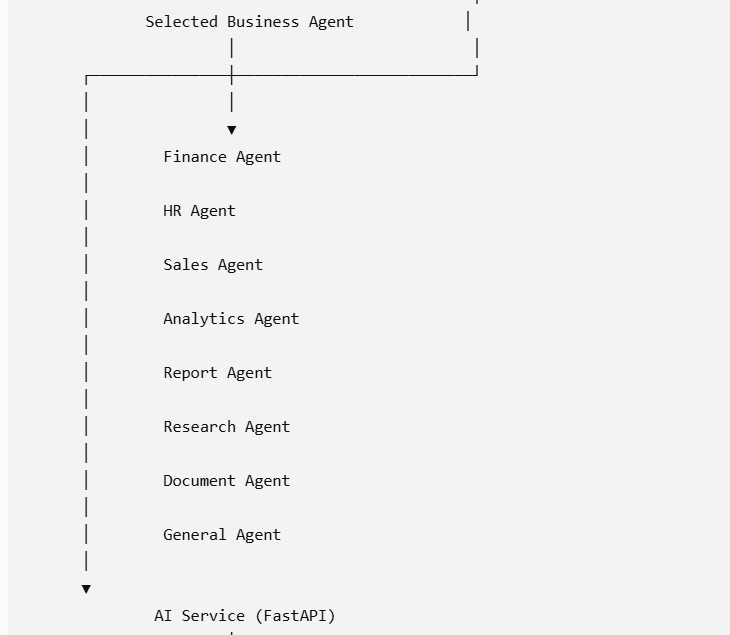 Selected Business Agent
Finance Agent
HR Agent
Sales Agent
Analytics Agent
Report Agent
Research Agent
Document Agent
General Agent
AI Service (FastAPI)